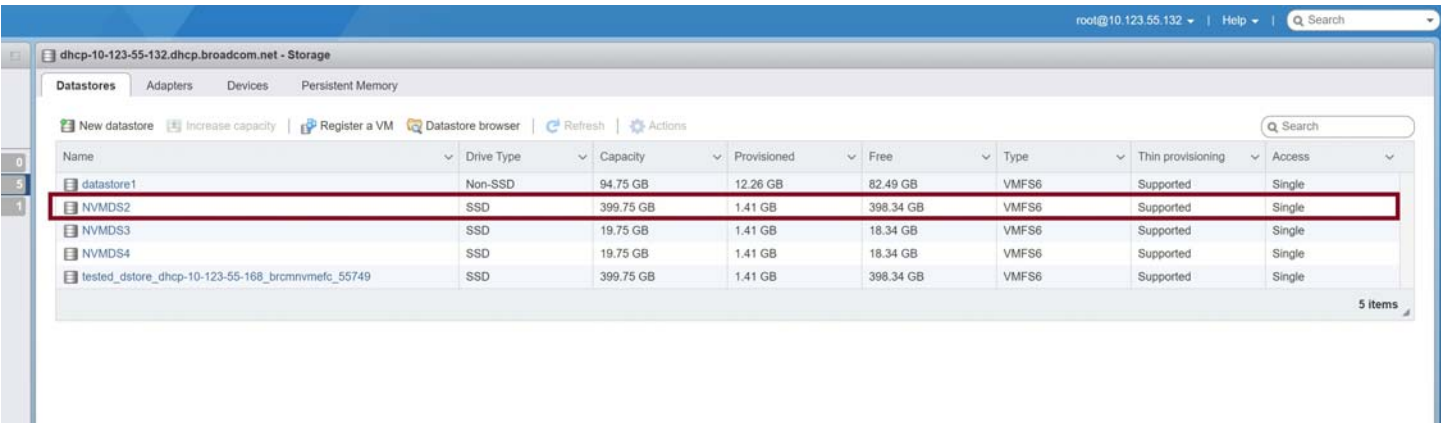 root@10.123.55.132 | Help | Search
dhcp-10-123-55-132.dhcp.broadcom.net - Storage
Datastores Adapters Devices Persistent Memory
New datastore Increase capacity | Register a VM Datastore browser | Refresh | Actions
Search
Name Drive Type Capacity Provisioned Free Type Thin provisioning Access
0
datastore1 Non-SSD 94.75 GB 12.26 GB 82.49 GB VMFS6 Supported Single
5
NVMDS2 SSD 399.75 GB 1.41 GB 398.34 GB VMFS6 Supported Single
1
NVMDS3 SSD 19.75 GB 1.41 GB 18.34 GB VMFS6 Supported Single
NVMDS4 SSD 19.75 GB 1.41 GB 18.34 GB VMFS6 Supported Single
tested_dstore_dhcp-10-123-55-168_brcmnvmefc_55749 SSD 399.75 GB 1.41 GB 398.34 GB VMFS6 Supported Single
5 items